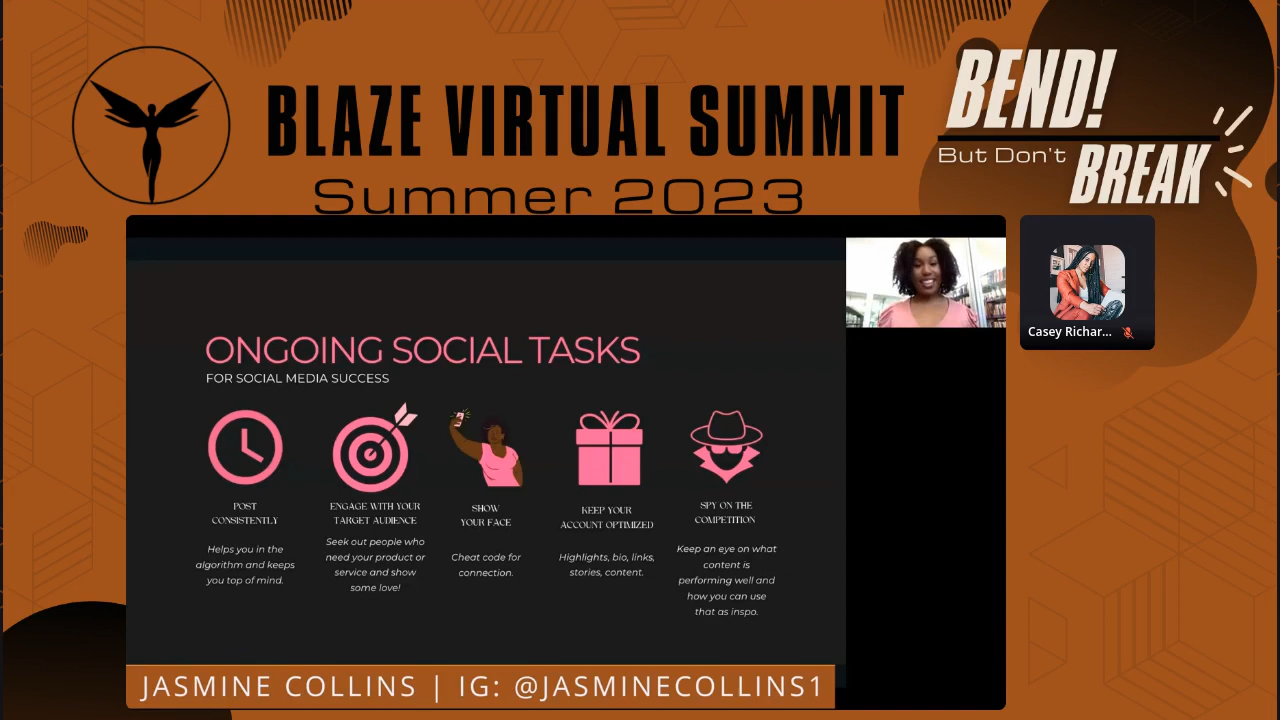 BLAZE VIRTUAL SUMMIT
Summer 2023
BEND!
But Don't
BREAK
Casey Richar...
ONGOING SOCIAL TASKS
FOR SOCIAL MEDIA SUCCESS
POST
CONSISTENTLY
Helps you in the
algorithm and keeps
you top of mind.
ENGAGE WITH YOUR
TARGET AUDIENCE
Seek out people who
need your product or
service and show
some love!
SHOW
YOUR FACE
Cheat code for
connection.
KEEP YOUR
ACCOUNT OPTIMIZED
Highlights, bio, links,
stories, content.
SPY ON THE
COMPETITION
Keep an eye on what
content is
performing well and
how you can use
that as inspo.
JASMINE COLLINS | IG: @JASMINECOLLINS1